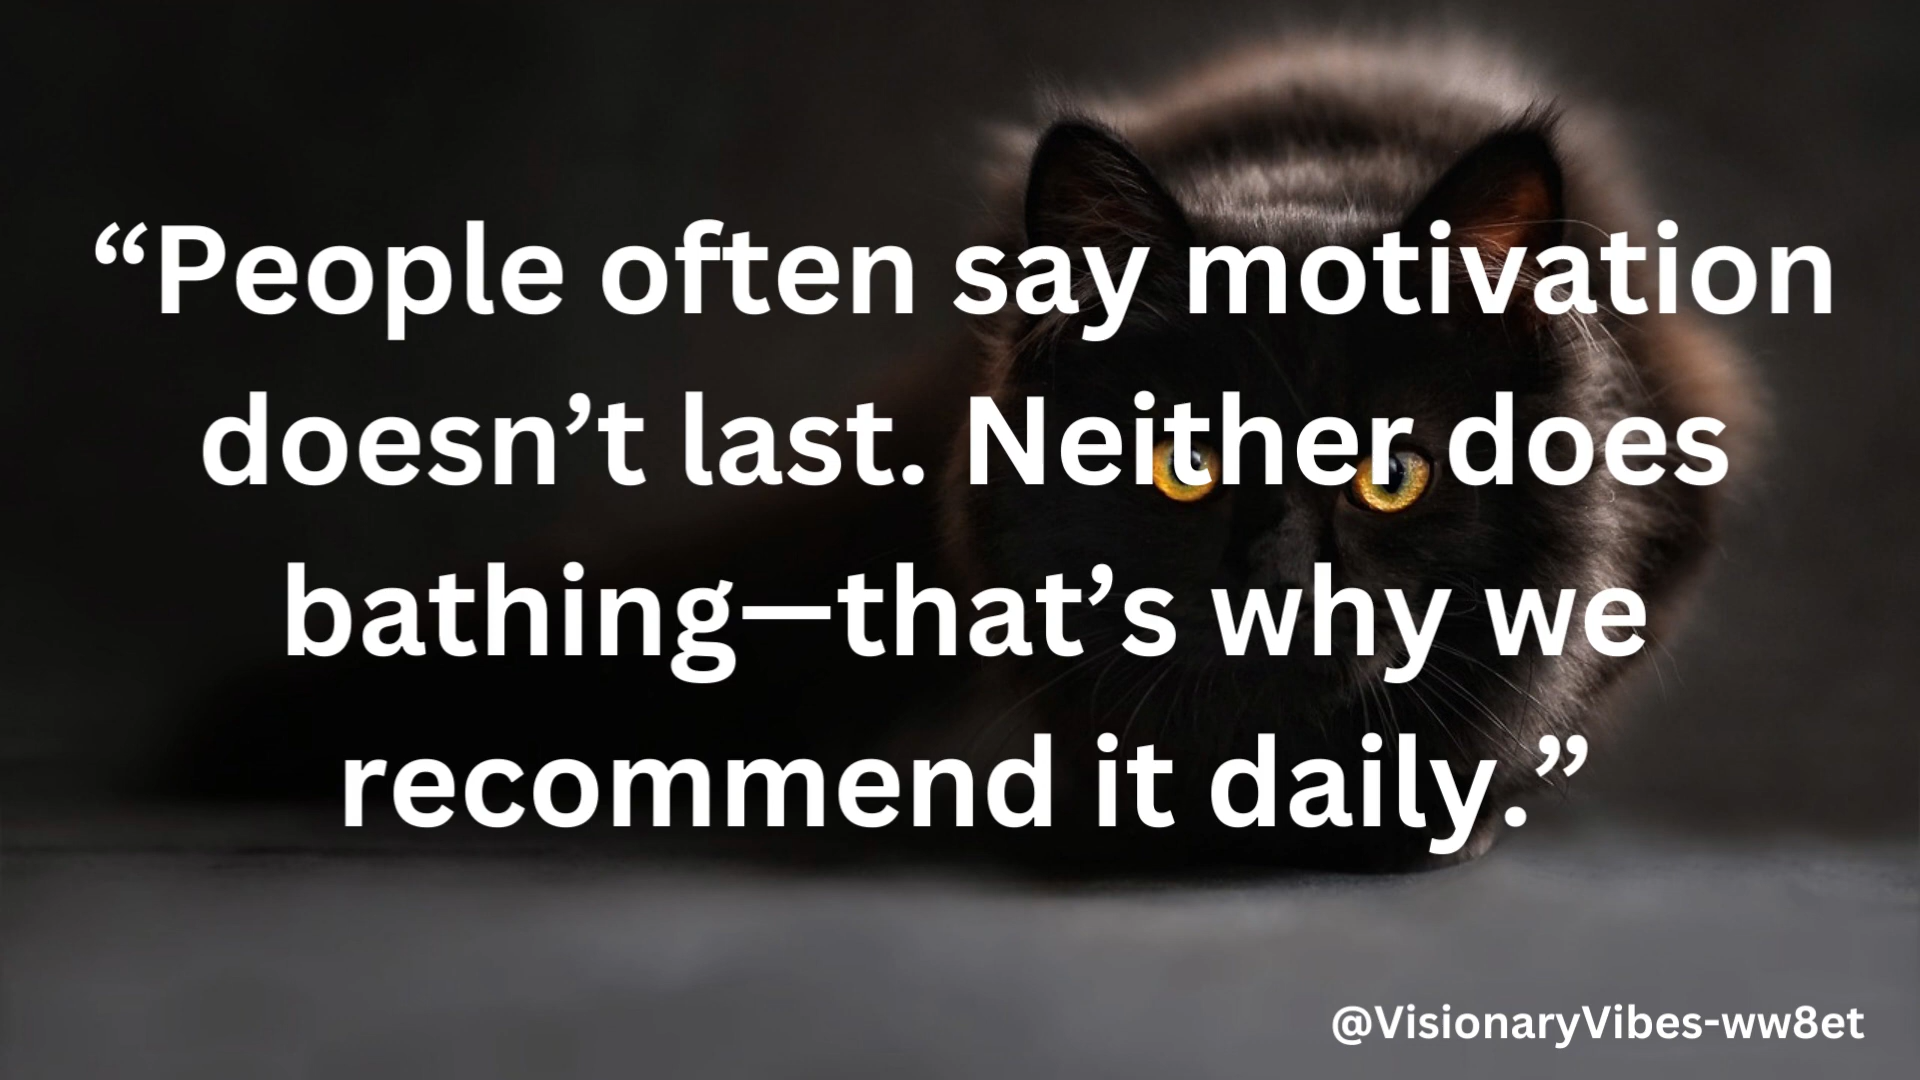 “People often say motivation
doesn’t last. Neither does
bathing—that’s why we
recommend it daily.”
@VisionaryVibes-ww8et